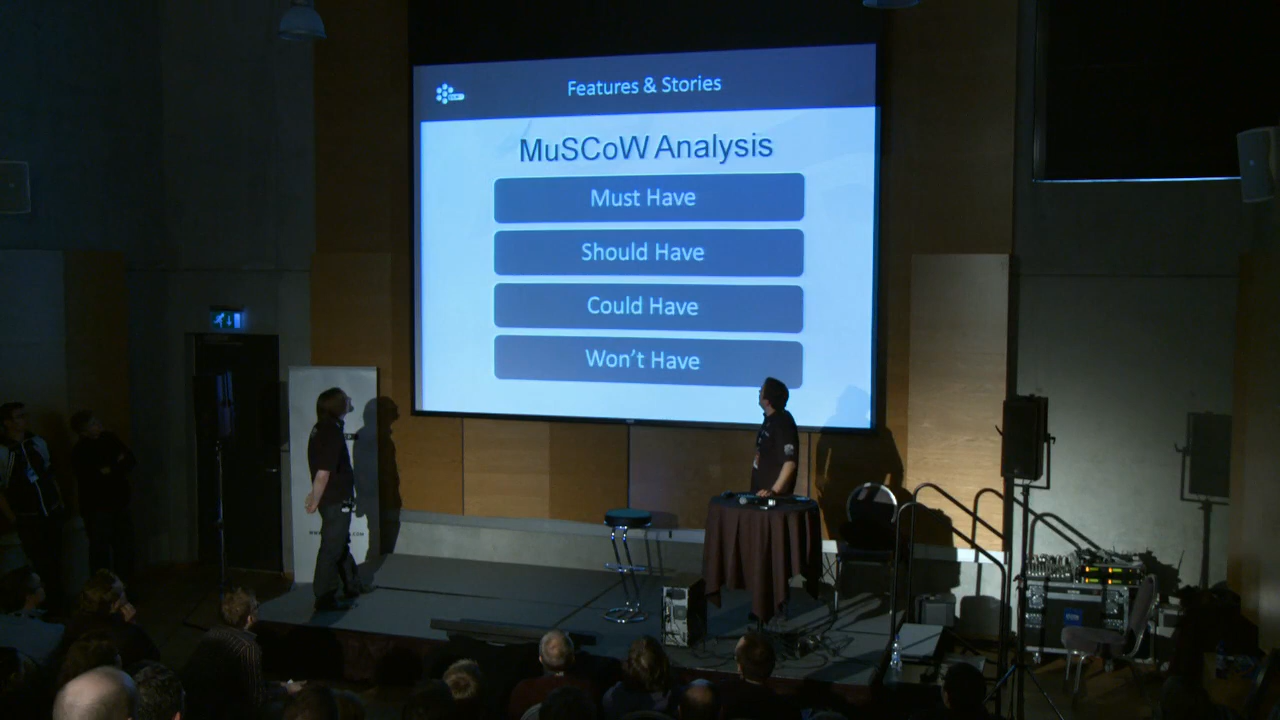 Features & Stories
MuSCoW Analysis
Must Have
Should Have
Could Have
Won't Have